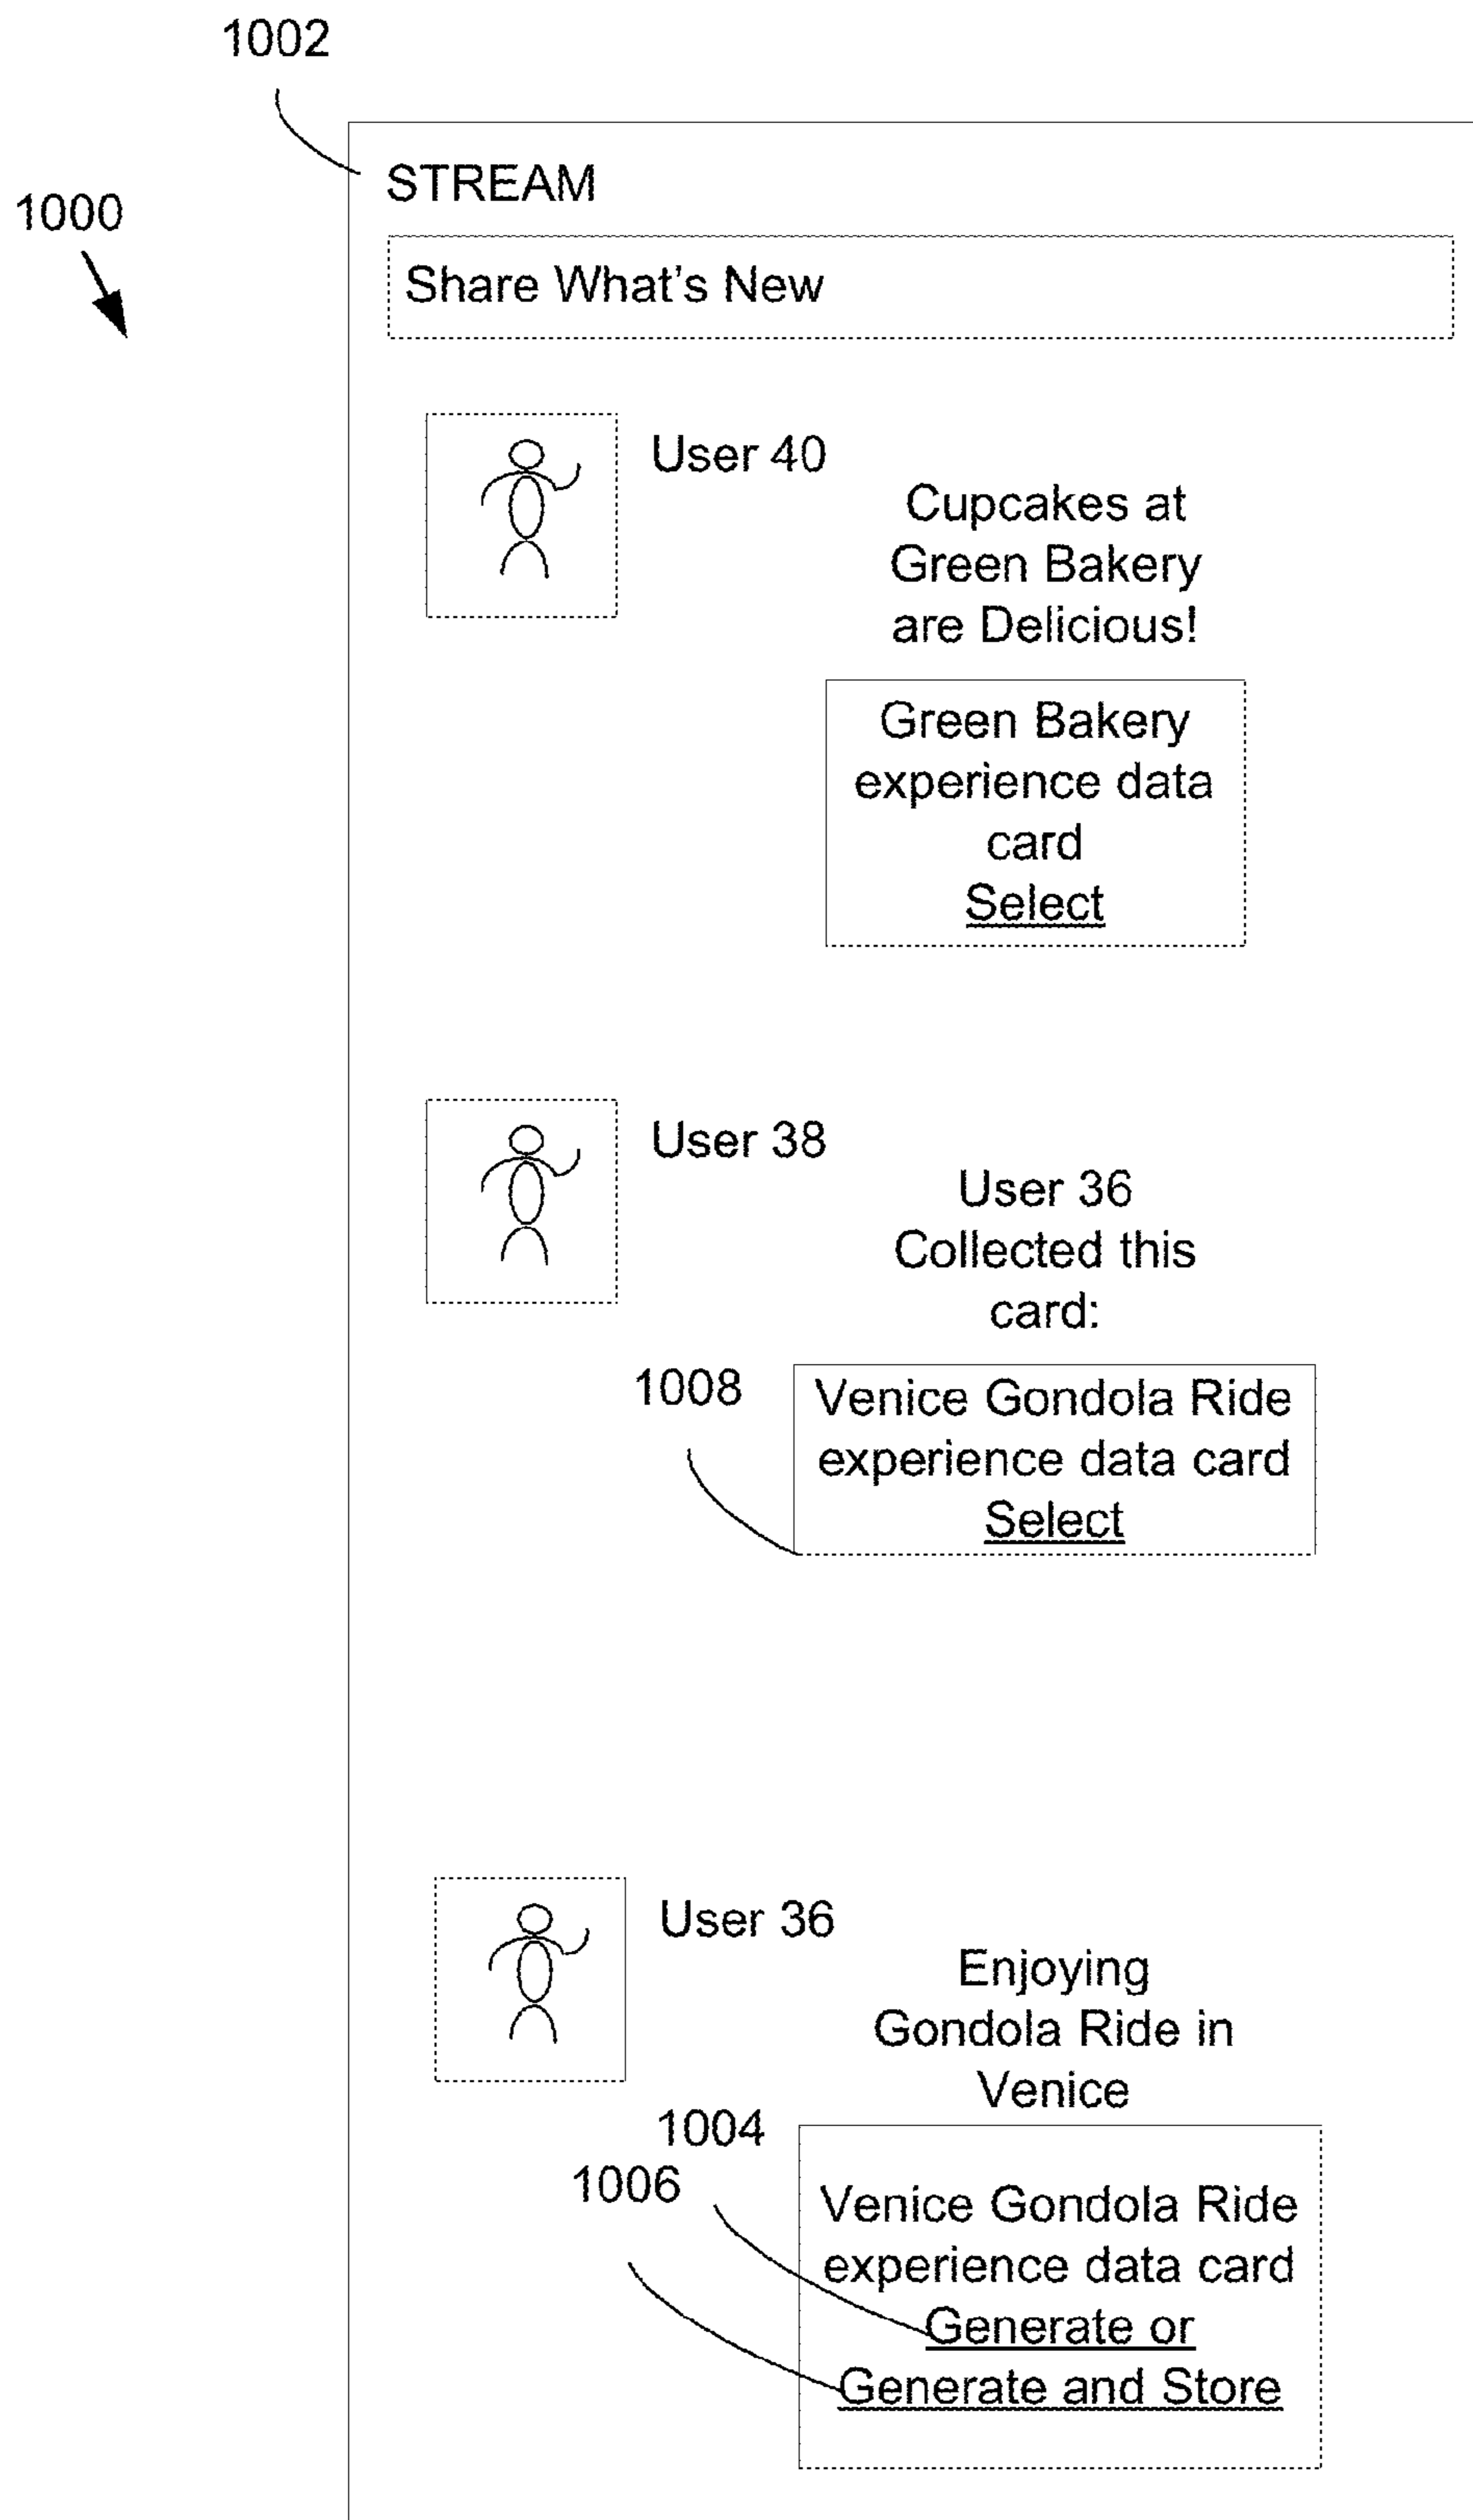 1002
1000
STREAM
Share What's New
User 40
Cupcakes at
Green Bakery
are Delicious!
Green Bakery
experience data
card
Select
User 38
User 36
Collected this
card:
1008
Venice Gondola Ride
experience data card
Select
User 36
Enjoying
Gondola Ride in
Venice
1004
1006
Venice Gondola Ride
experience data card
Generate or
Generate and Store